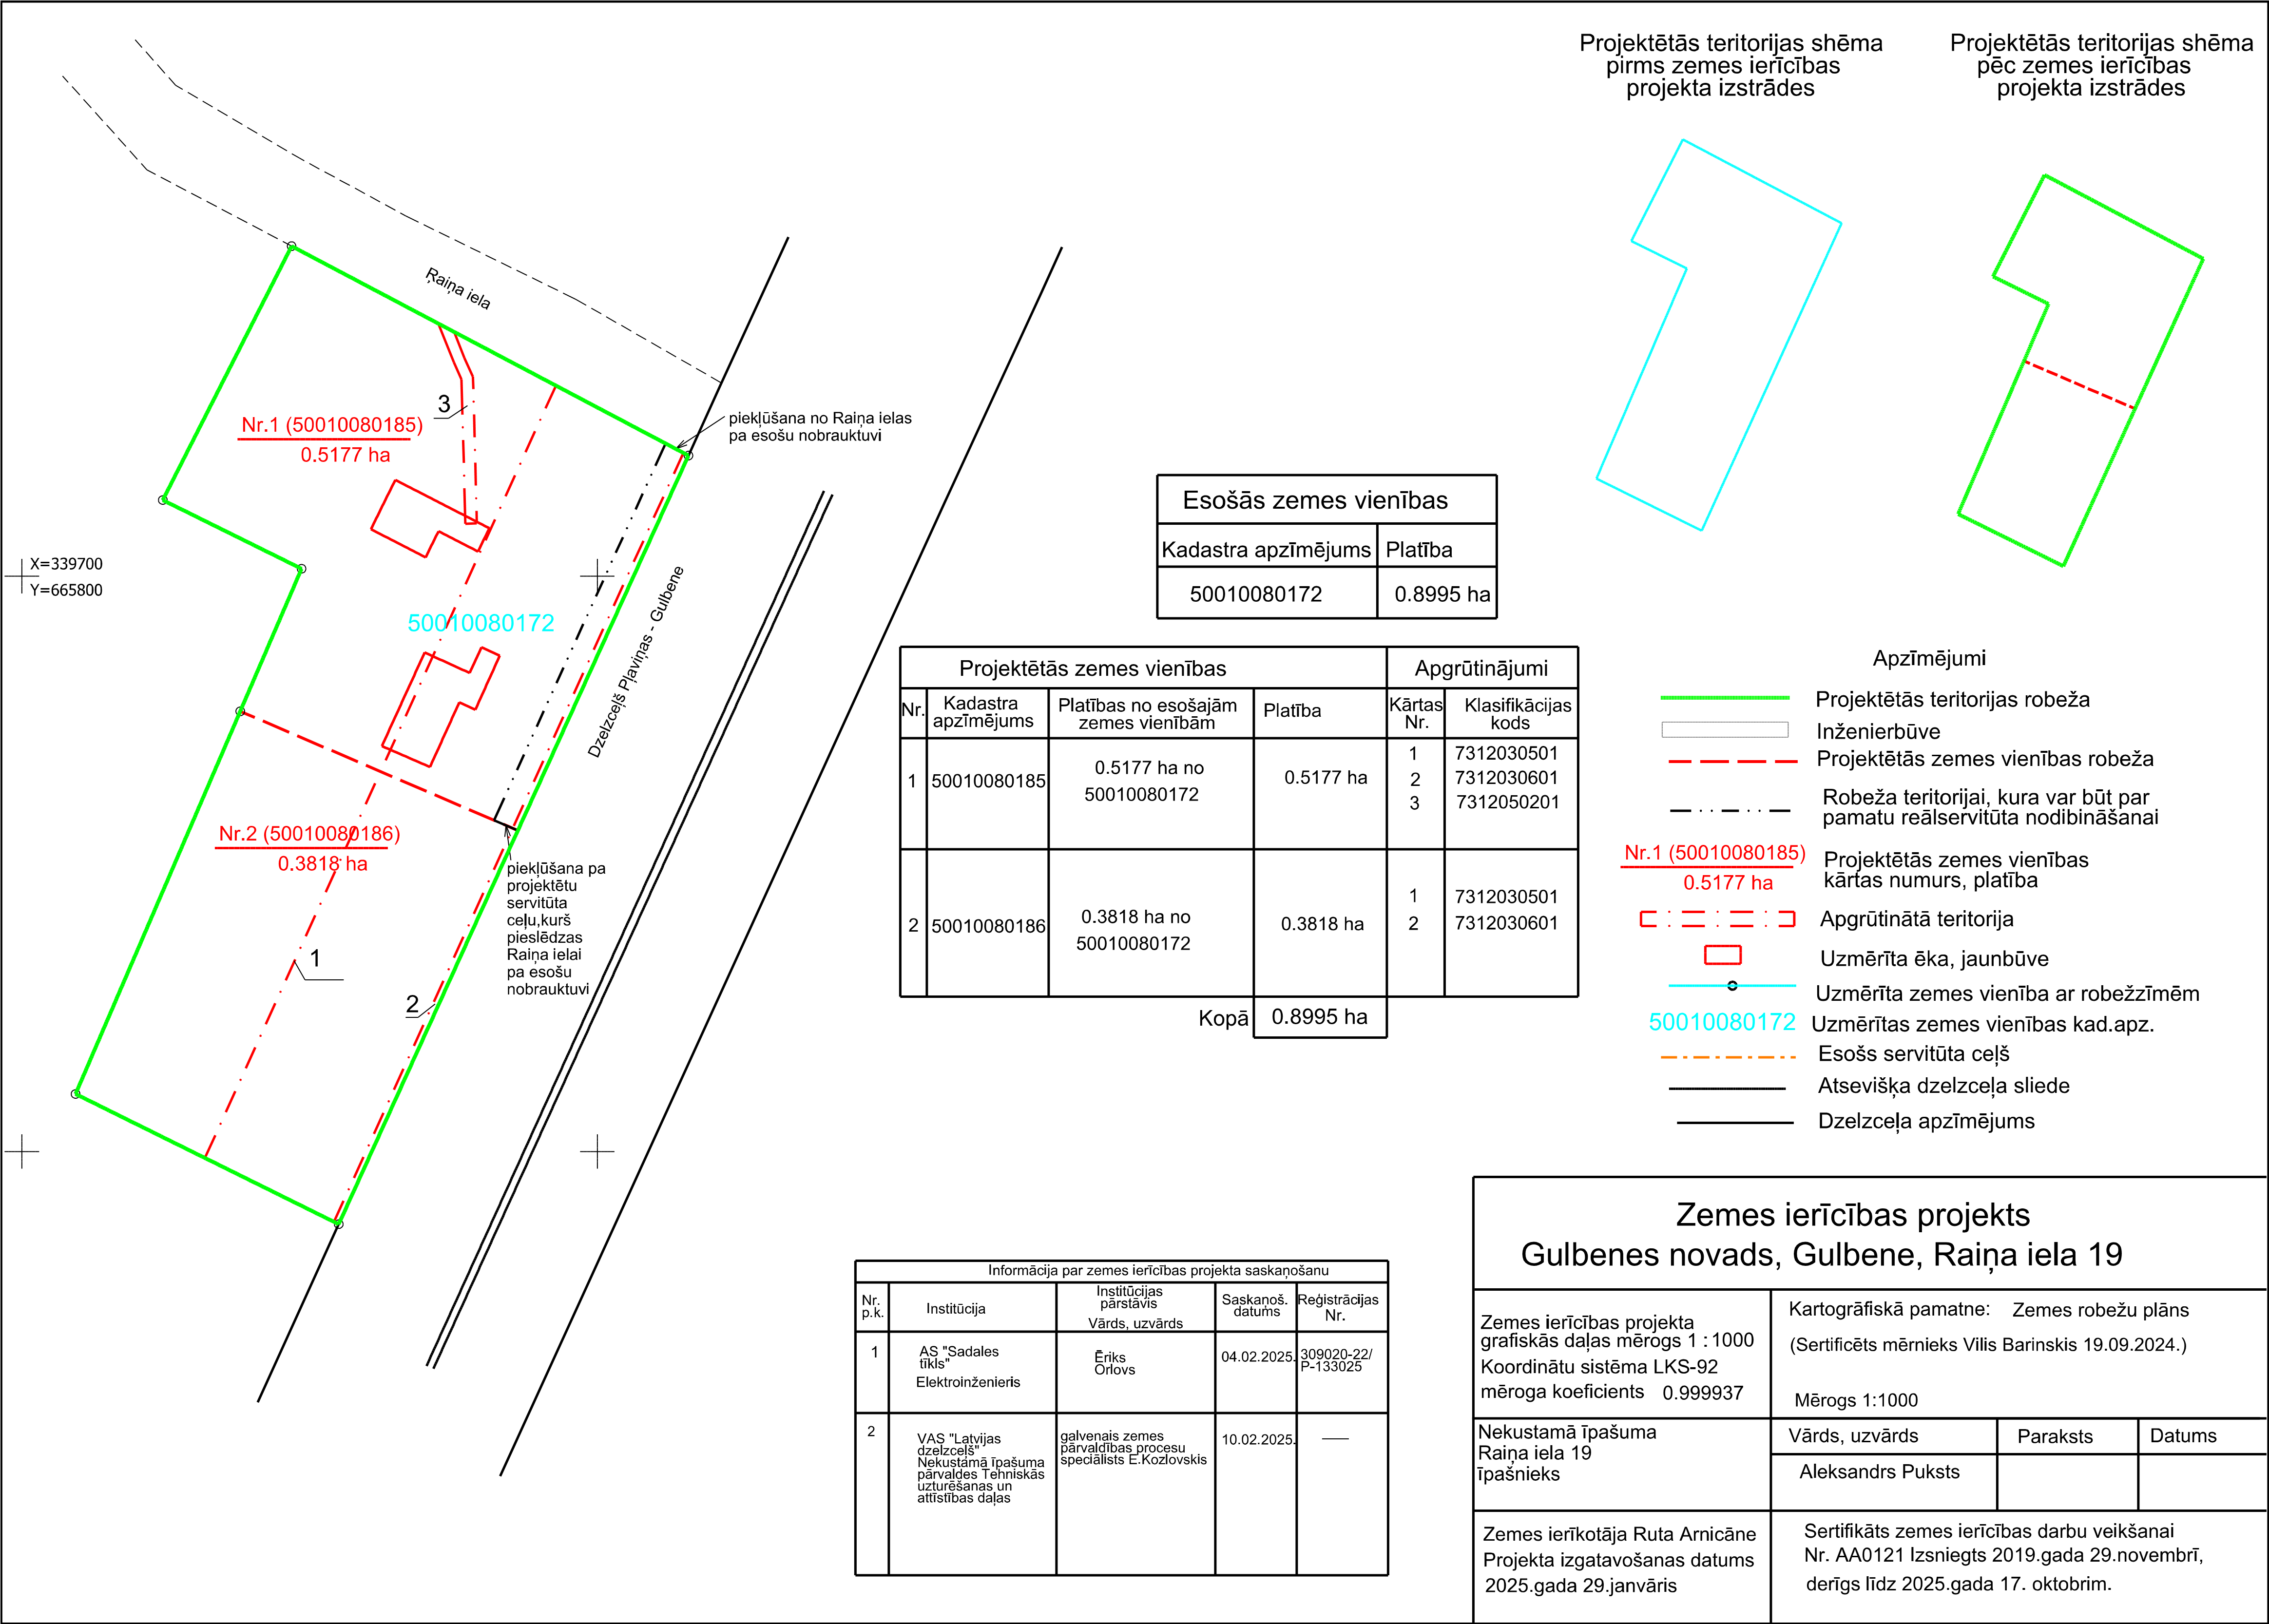 Projektētās teritorijas shēma
pirms zemes ierīcības
projekta izstrādes
Projektētās teritorijas shēma
pēc zemes ierīcības
projekta izstrādes
Raiņa iela
3
Nr.1 (50010080185)
0.5177 ha
piekļūšana no Raiņa ielas
pa esošu nobrauktuvi
X=339700
Y=665800
50010080172
Dzelzceļš Pļaviņas - Gulbene
Nr.2 (50010080186)
0.3818 ha
piekļūšana pa
projektētu
servitūta
ceļu,kurš
pieslēdzas
Raiņa ielai
pa esošu
nobrauktuvi
1
2
Esošās zemes vienības
Kadastra apzīmējums Platība
50010080172 0.8995 ha
Projektētās zemes vienības Apgrūtinājumi
Nr. Kadastra apzīmējums Platības no esošajām zemes vienībām Platība Kārtas Nr. Klasifikācijas kods
1 50010080185 0.5177 ha no 50010080172 0.5177 ha
1 7312030501
2 7312030601
3 7312050201
2 50010080186 0.3818 ha no 50010080172 0.3818 ha
1 7312030501
2 7312030601
Kopā 0.8995 ha
Apzīmējumi
Projektētās teritorijas robeža
Inženierbūve
Projektētās zemes vienības robeža
Robeža teritorijai, kura var būt par
pamatu reālservitūta nodibināšanai
Nr.1 (50010080185)
0.5177 ha
Projektētās zemes vienības
kārtas numurs, platība
Apgrūtinātā teritorija
Uzmērīta ēka, jaunbūve
Uzmērīta zemes vienība ar robežzīmēm
50010080172 Uzmērītas zemes vienības kad.apz.
Esošs servitūta ceļš
Atsevišķa dzelzceļa sliede
Dzelzceļa apzīmējums
Informācija par zemes ierīcības projekta saskaņošanu
Nr. p.k. Institūcija Institūcijas pārstāvis Vārds, uzvārds Saskaņoš. datums Reģistrācijas Nr.
1 AS "Sadales tīkls" Elektroinženieris Ēriks Orlovs 04.02.2025. 309020-22/ P-133025
2 VAS "Latvijas dzelzceļš" Nekustamā īpašuma pārvaldes Tehniskās uzturēšanas un attīstības daļas galvenais zemes pārvaldības procesu speciālists E.Kozlovskis 10.02.2025. —
Zemes ierīcības projekts
Gulbenes novads, Gulbene, Raiņa iela 19
Zemes ierīcības projekta
grafiskās daļas mērogs 1 : 1000
Koordinātu sistēma LKS-92
mēroga koeficients 0.999937
Kartogrāfiskā pamatne: Zemes robežu plāns
(Sertificēts mērnieks Vilis Barinskis 19.09.2024.)
Mērogs 1:1000
Nekustamā īpašuma
Raiņa iela 19
īpašnieks
Vārds, uzvārds Paraksts Datums
Aleksandrs Puksts
Zemes ierīkotāja Ruta Arnicāne
Projekta izgatavošanas datums
2025.gada 29.janvāris
Sertifikāts zemes ierīcības darbu veikšanai
Nr. AA0121 Izsniegts 2019.gada 29.novembrī,
derīgs līdz 2025.gada 17. oktobrim.